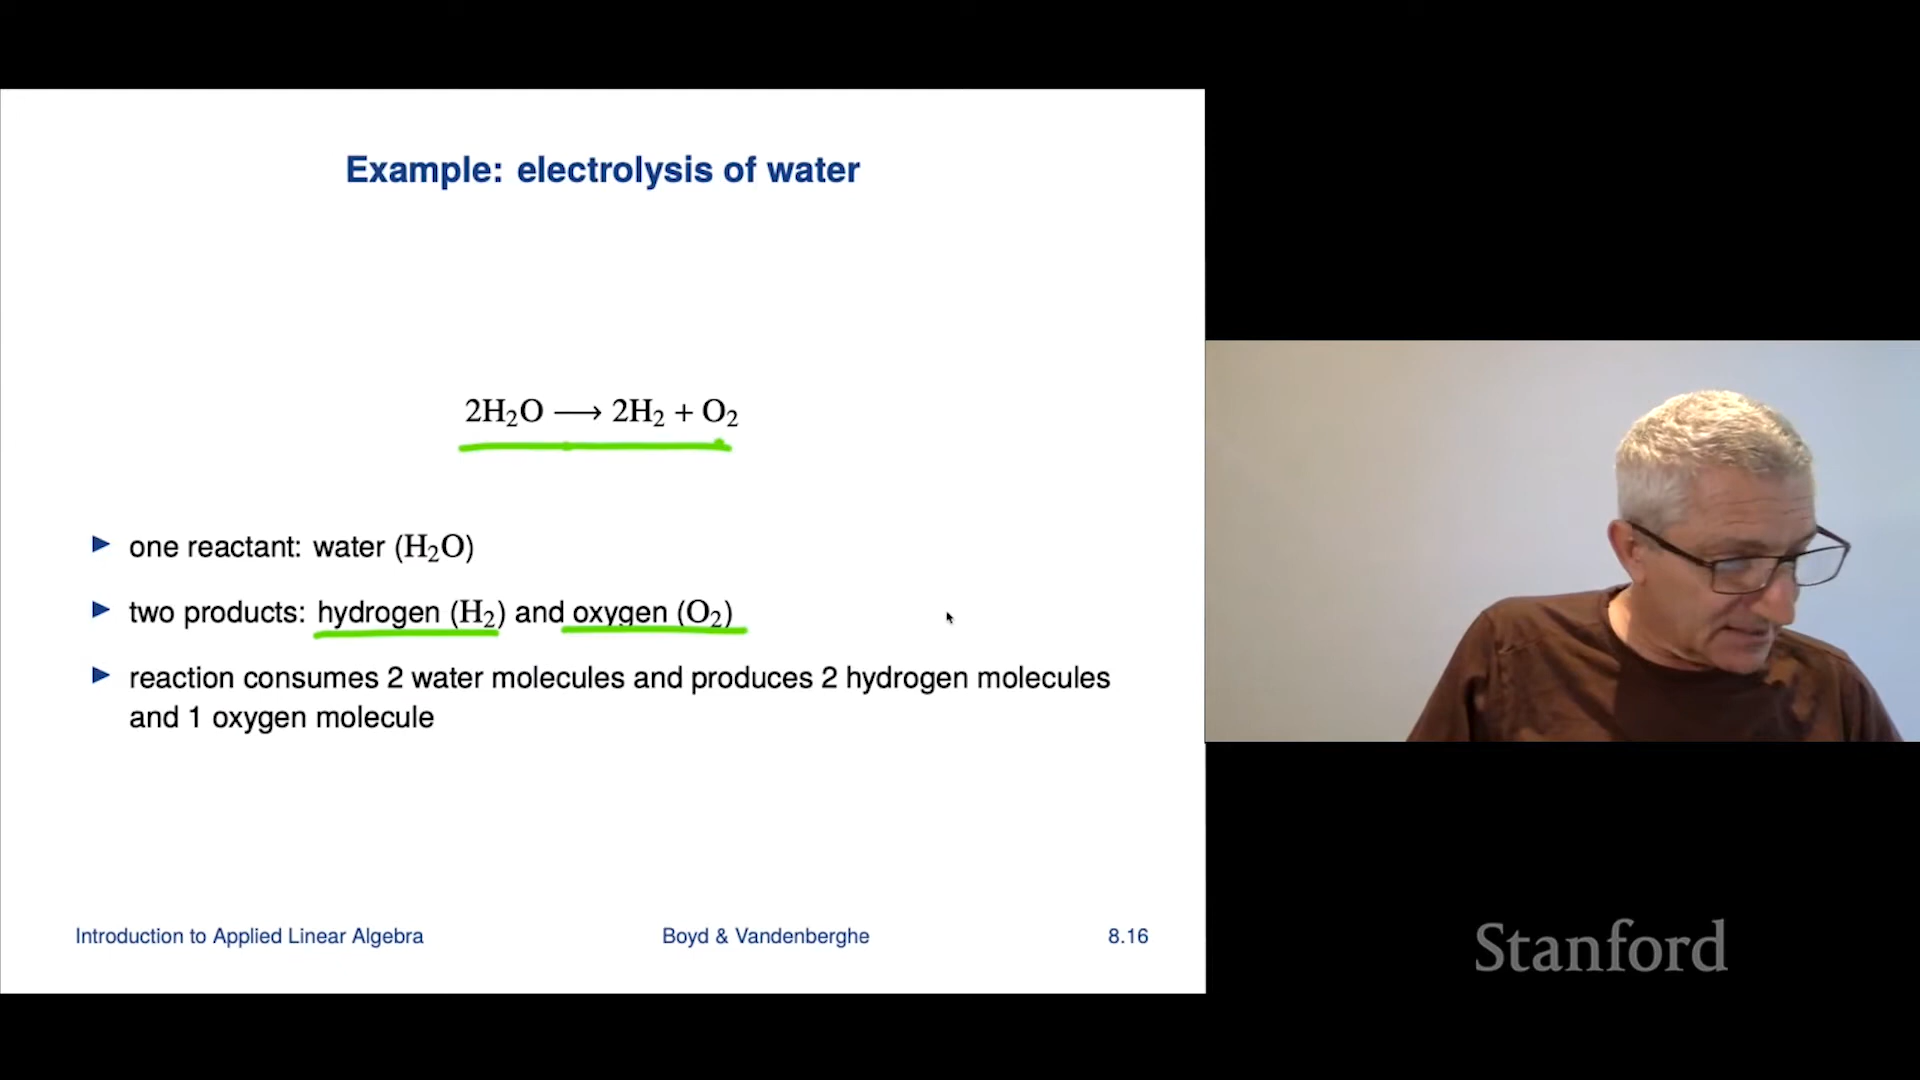 Example: electrolysis of water
2H₂O ⟶ 2H₂ + O₂
▶ one reactant: water (H₂O)
▶ two products: hydrogen (H₂) and oxygen (O₂)
▶ reaction consumes 2 water molecules and produces 2 hydrogen molecules
and 1 oxygen molecule
Introduction to Applied Linear Algebra Boyd & Vandenberghe 8.16
Stanford